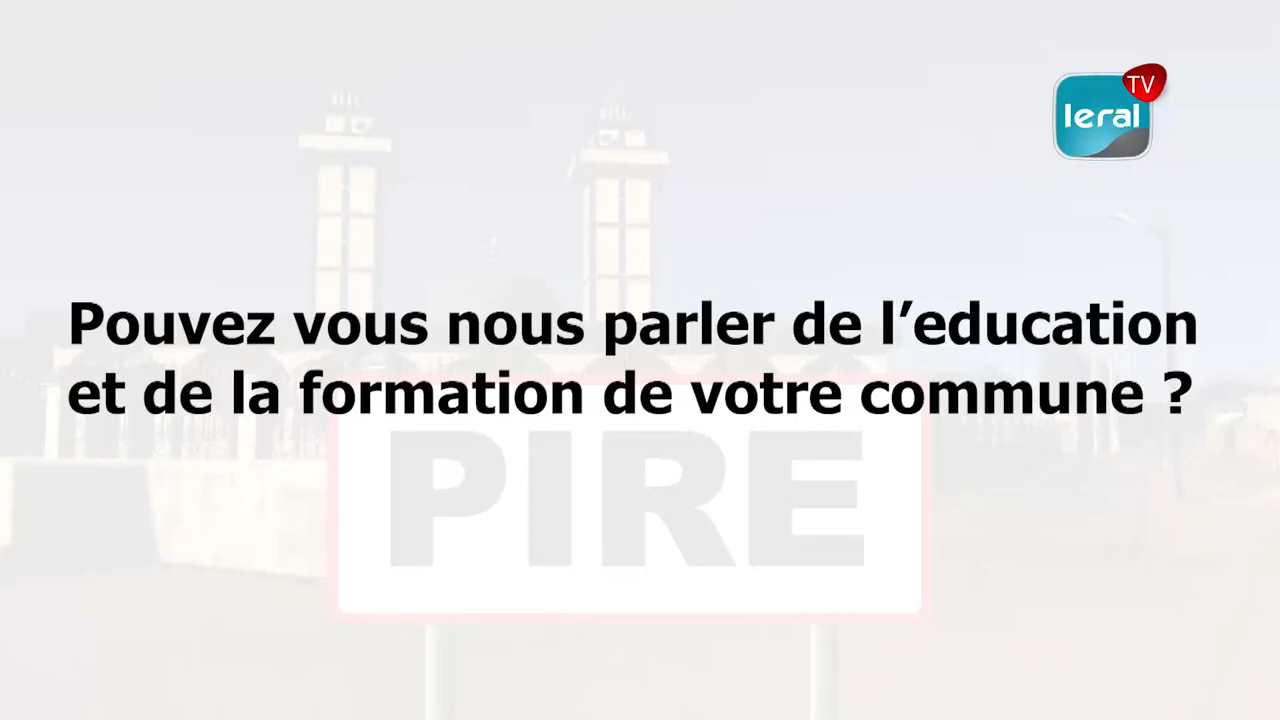 TV
leral
Pouvez vous nous parler de l’education
et de la formation de votre commune ?
PIRE